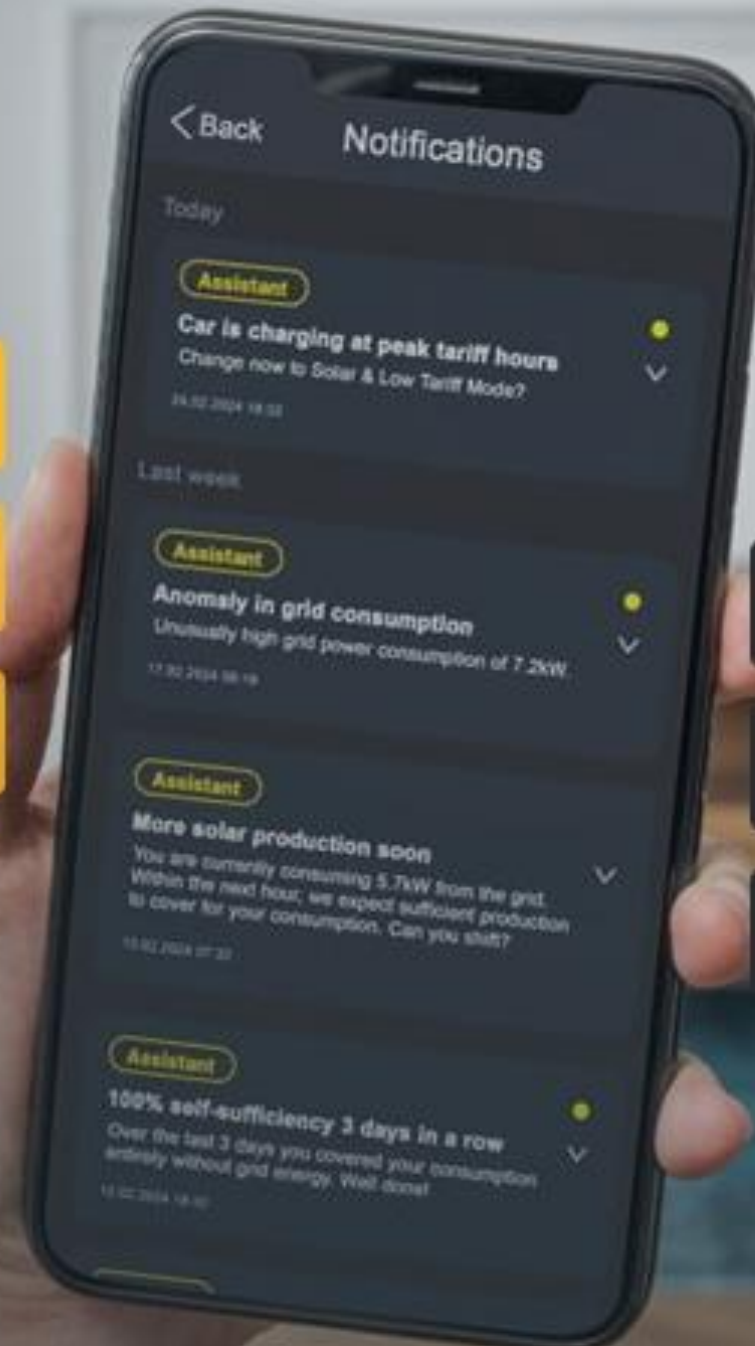 Back
Notifications
Today
Assistant
Car is charging at peak tariff hours
Change now to Solar & Low Tariff Mode?
Last week
Assistant
Anomaly in grid consumption
Unusually high grid power consumption of 7.2kW.
Assistant
More solar production soon
You are currently consuming 5.7kW from the grid.
Within the next hour, we expect sufficient production
to cover for your consumption. Can you shift?
Assistant
100% self-sufficiency 3 days in a row
Over the last 3 days you covered your consumption
entirely without grid energy. Well done!